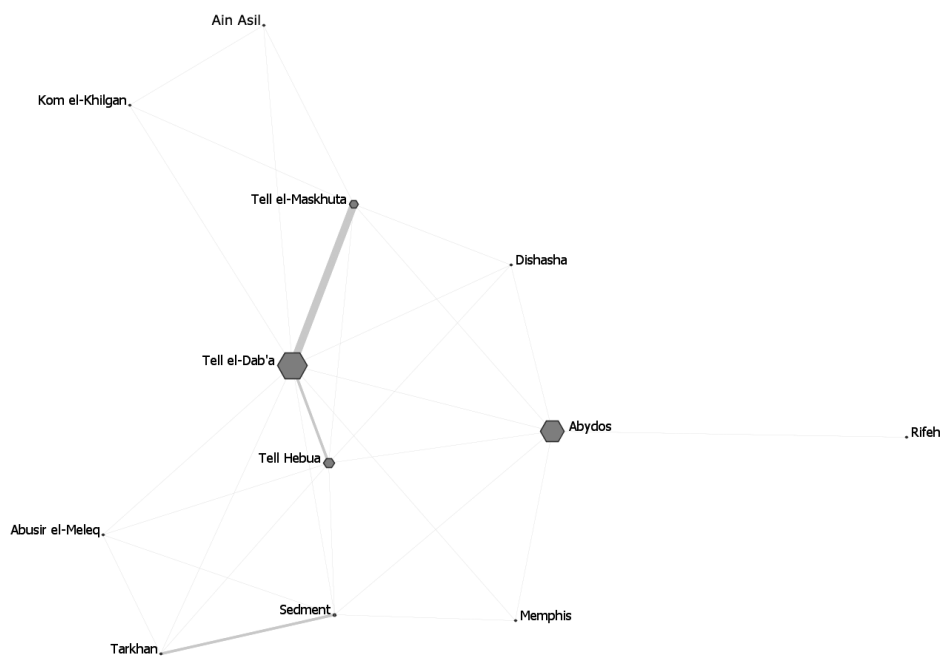 Ain Asil
Kom el-Khilgan
Tell el-Maskhuta
Dishasha
Tell el-Dab'a
Abydos
Rifeh
Tell Hebua
Abusir el-Meleq
Sedment
Memphis
Tarkhan